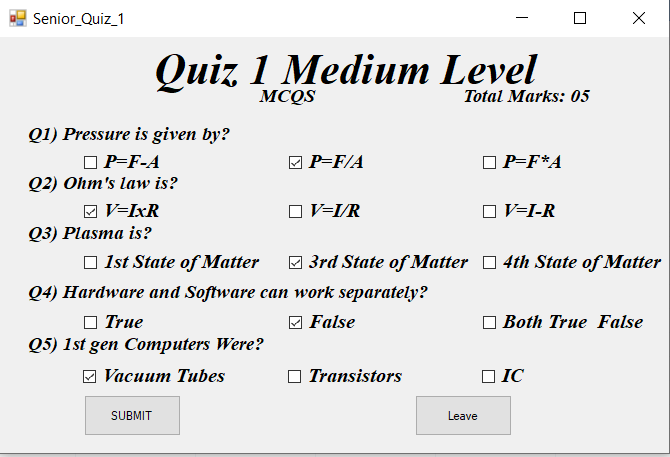 Senior_Quiz_1
Quiz 1 Medium Level
MCQS Total Marks: 05
Q1) Pressure is given by?
P=F-A P=F/A P=F*A
Q2) Ohm's law is?
V=IxR V=I/R V=I-R
Q3) Plasma is?
1st State of Matter 3rd State of Matter 4th State of Matter
Q4) Hardware and Software can work separately?
True False Both True  False
Q5) 1st gen Computers Were?
Vacuum Tubes Transistors IC
SUBMIT Leave